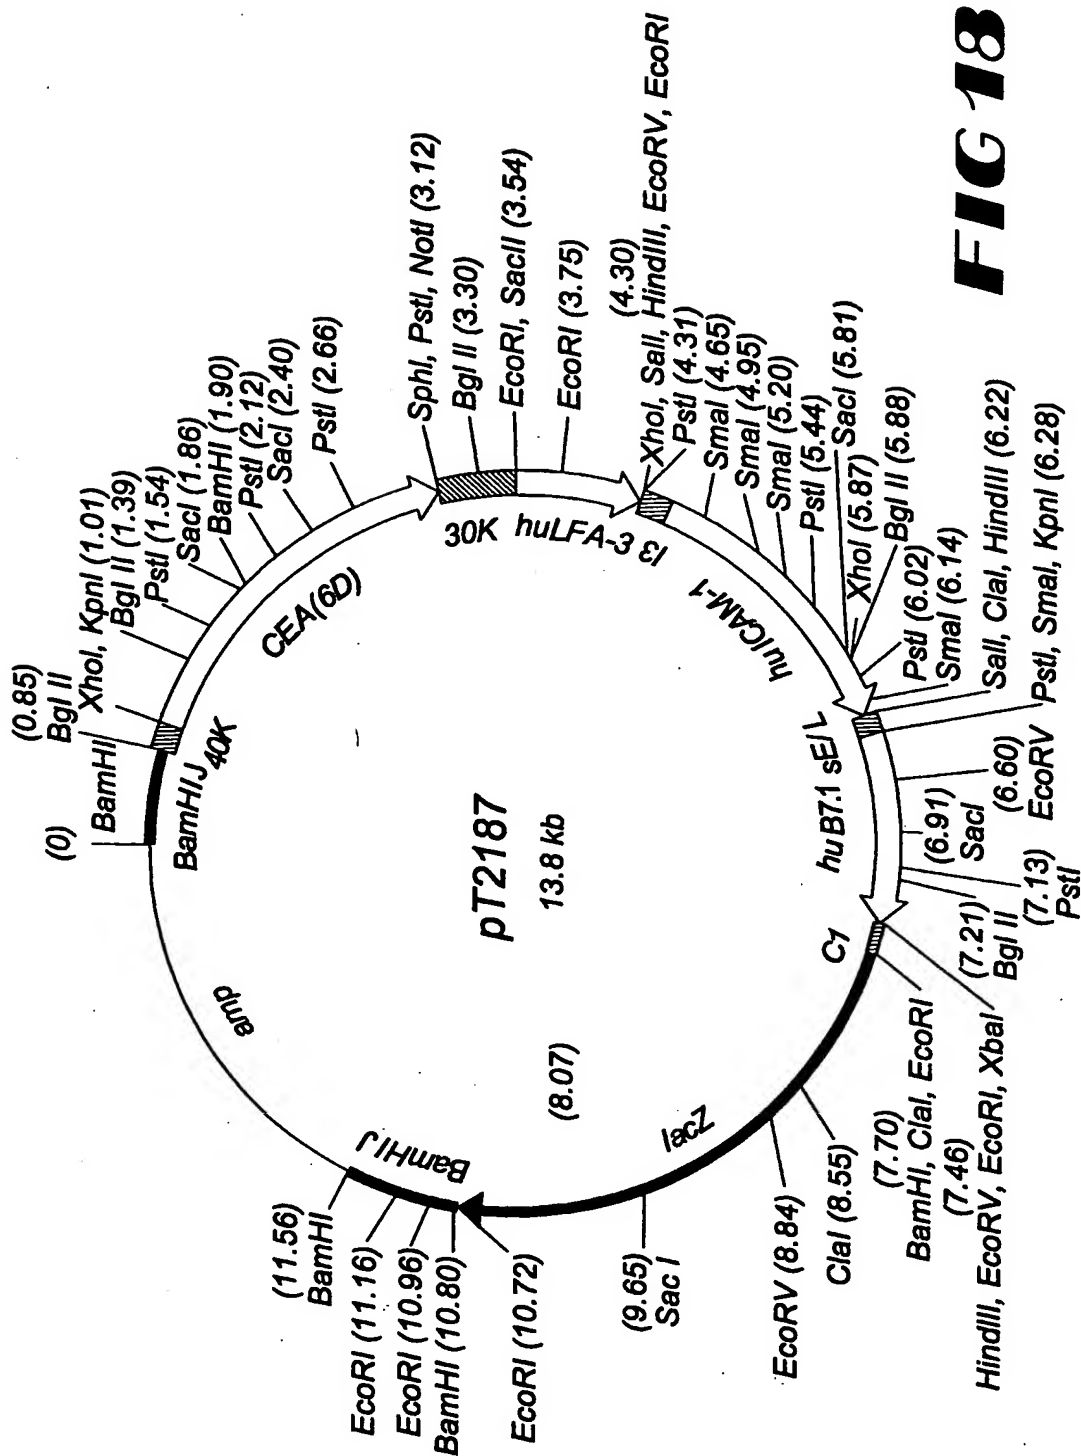 (0)
BamHI
(0.85)
Bgl II
XhoI, KpnI (1.01)
Bgl II (1.39)
PstI (1.54)
SacI (1.86)
BamHI (1.90)
PstI (2.12)
SacI (2.40)
PstI (2.66)
SphI, PstI, NotI (3.12)
Bgl II (3.30)
EcoRI, SacII (3.54)
EcoRI (3.75)
(4.30)
XhoI, SalI, HindIII, EcoRV, EcoRI
PstI (4.31)
SmaI (4.65)
SmaI (4.95)
SmaI (5.20)
PstI (5.44)
SacI (5.81)
XhoI (5.87)
Bgl II (5.88)
PstI (6.02)
SmaI (6.14)
SalI, ClaI, HindIII (6.22)
PstI, SmaI, KpnI (6.28)
(6.60)
EcoRV
(6.91)
SacI
(7.13)
PstI
(7.21)
Bgl II
(7.46)
HindIII, EcoRV, EcoRI, XbaI
(7.70)
BamHI, ClaI, EcoRI
ClaI (8.55)
EcoRV (8.84)
(9.65)
Sac I
EcoRI (10.72)
BamHI (10.80)
EcoRI (10.96)
EcoRI (11.16)
(11.56)
BamHI
BamHI J
40K
CEA(6D)
30K
huLFA-3
I3
huICAM-1
sE/L
hu B7.1
C1
lacZ
(8.07)
BamHI J
amp
pT2187
13.8 kb
FIG 18